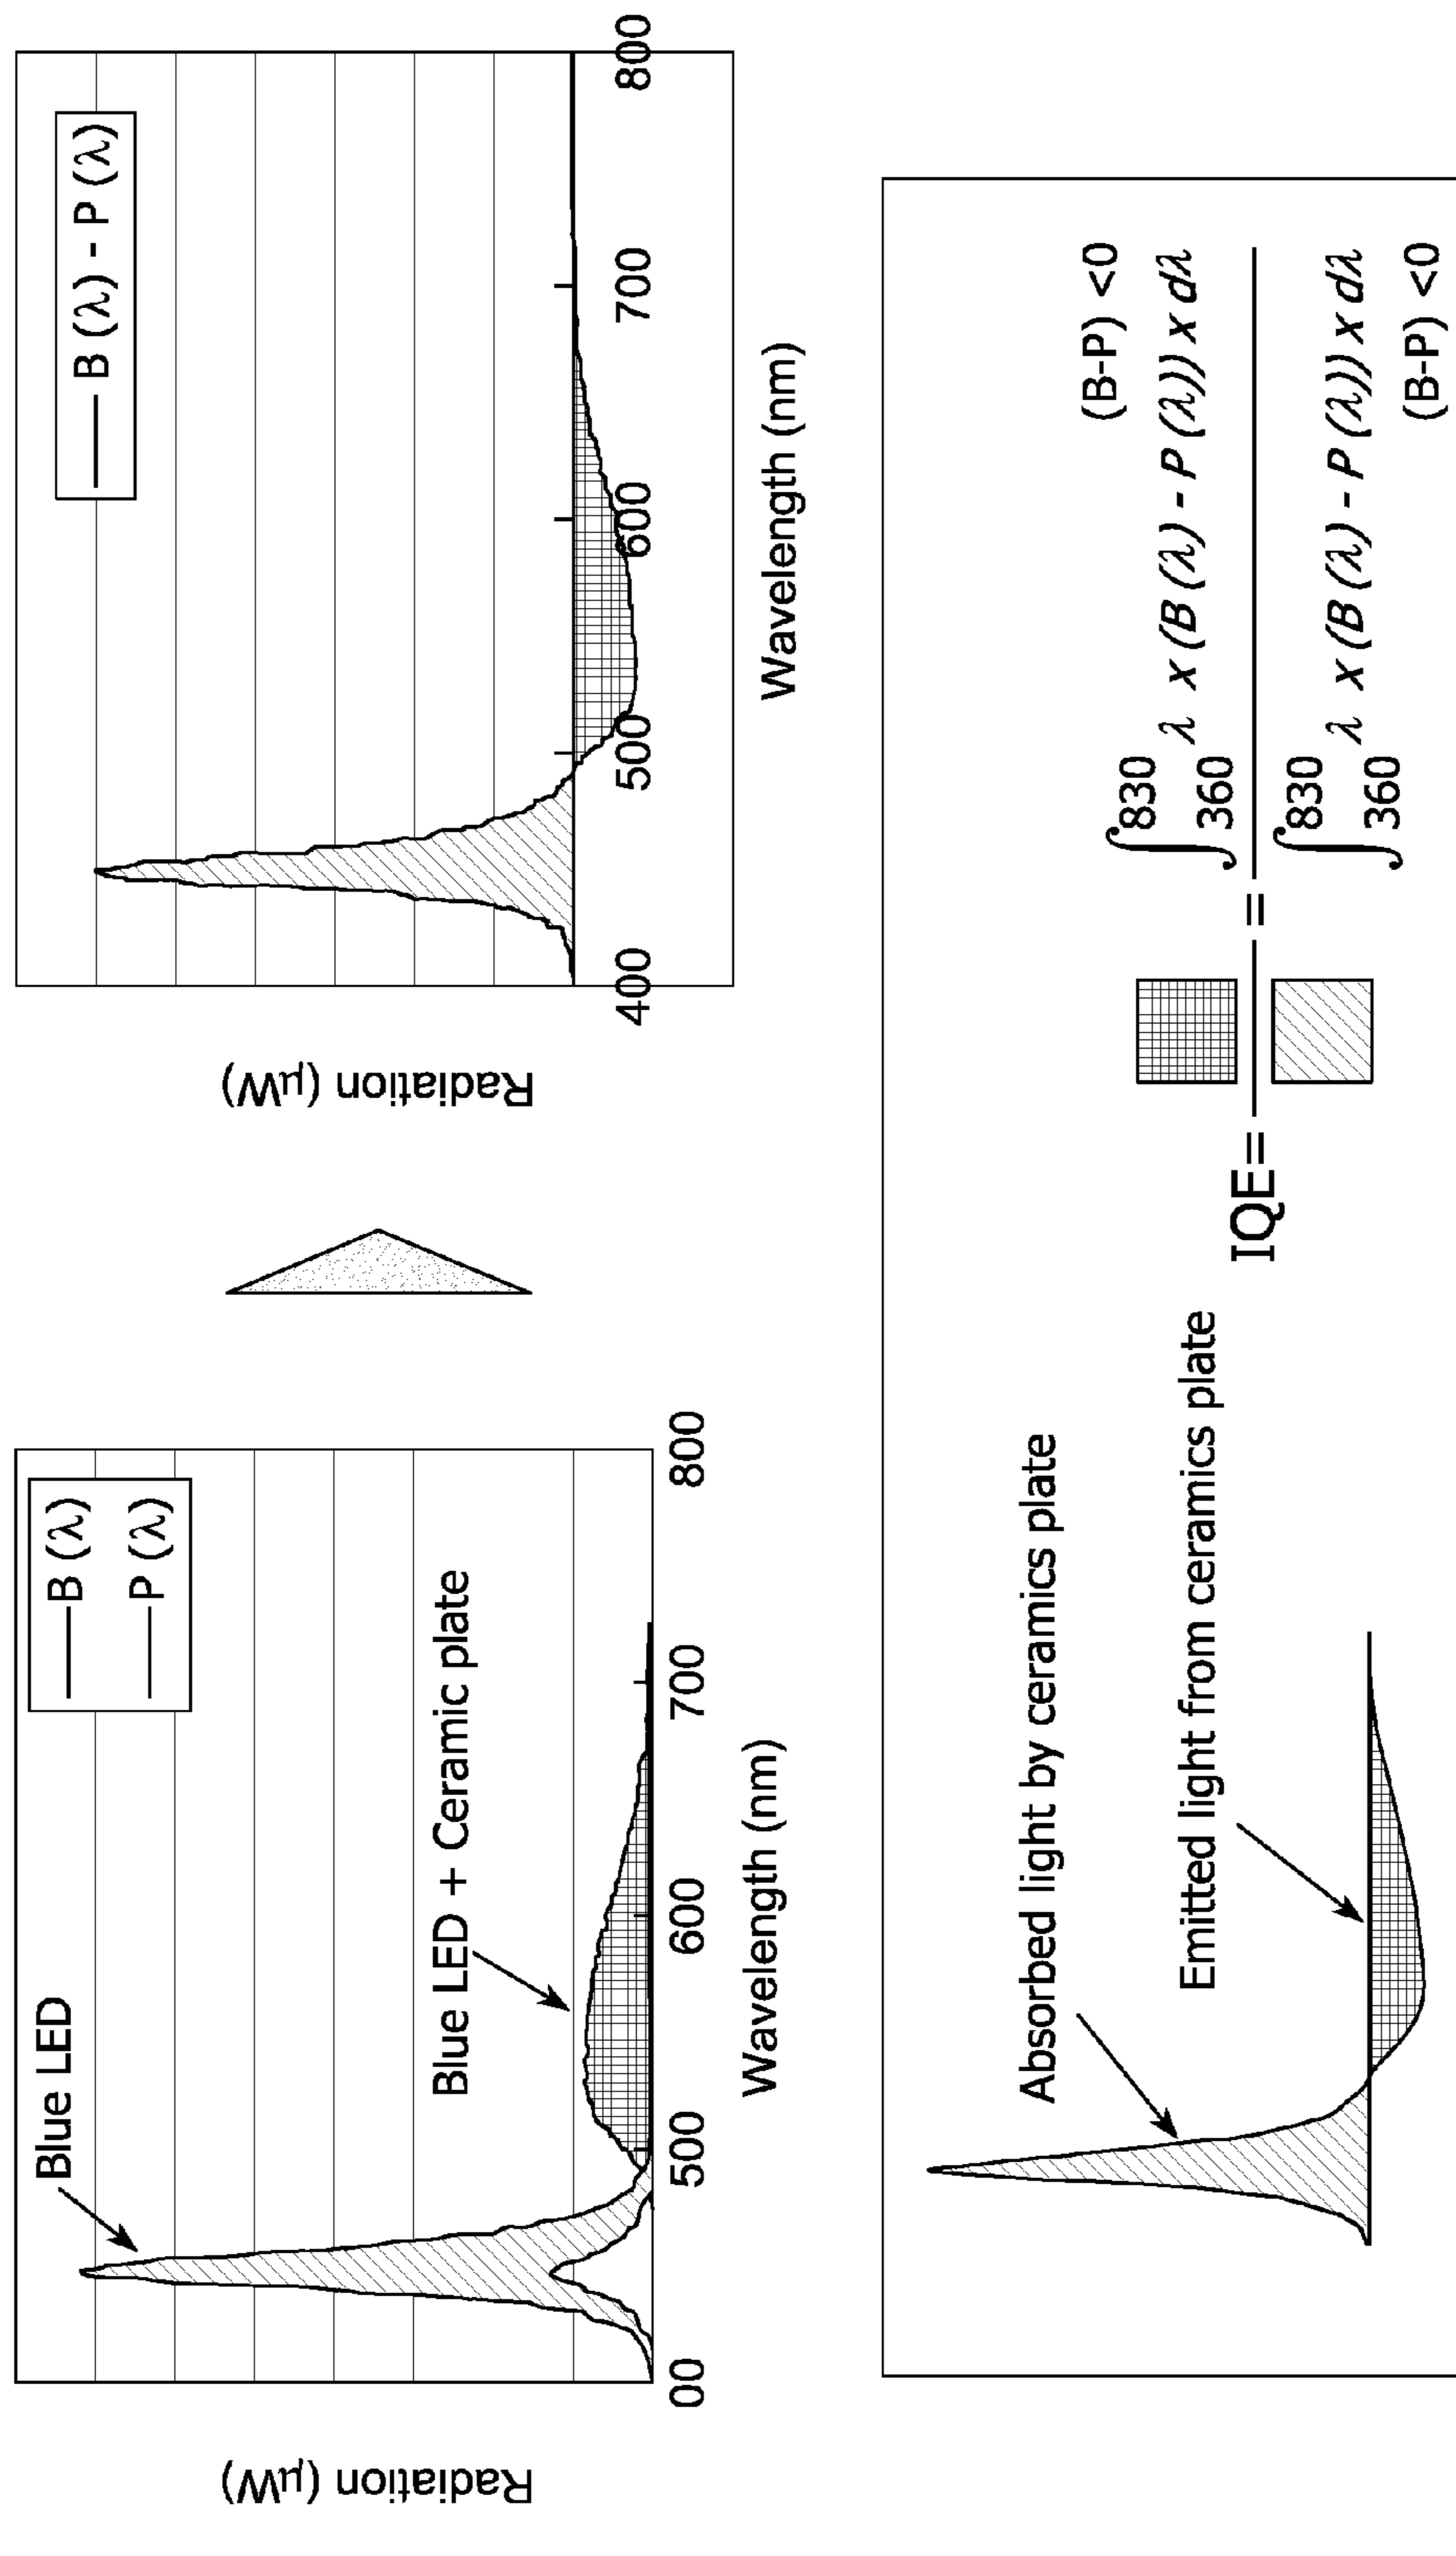 Radiation (μW)
Blue LED
B (λ)
P (λ)
Blue LED + Ceramic plate
00
500
600
700
800
Wavelength (nm)
Radiation (μW)
B (λ) - P (λ)
400
500
600
700
800
Wavelength (nm)
Absorbed light by ceramics plate
Emitted light from ceramics plate
(B-P) <0
IQE= = ∫830 360 λ x (B (λ) - P (λ)) x dλ
∫830 360 λ x (B (λ) - P (λ)) x dλ
(B-P) <0